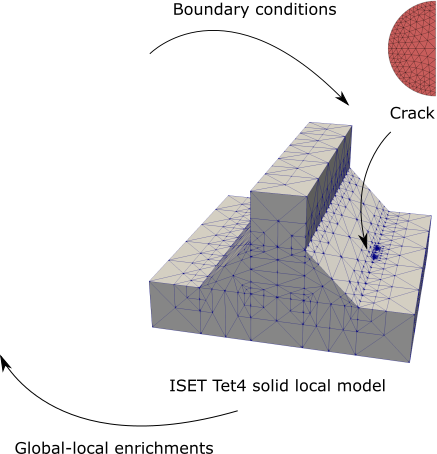 Boundary conditions
Crack
ISET Tet4 solid local model
Global-local enrichments